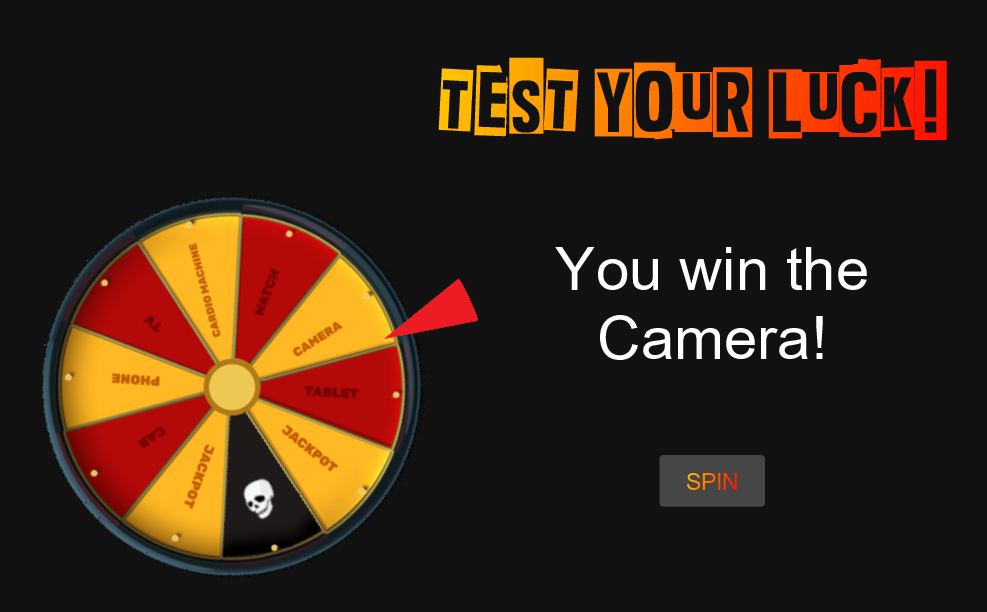 TEST YOUR LUCK!
You win the
Camera!
SPIN
CARDIO MACHINE
WATCH
CAMERA
TABLET
JACKPOT
JACKPOT
CAR
PHONE
TV